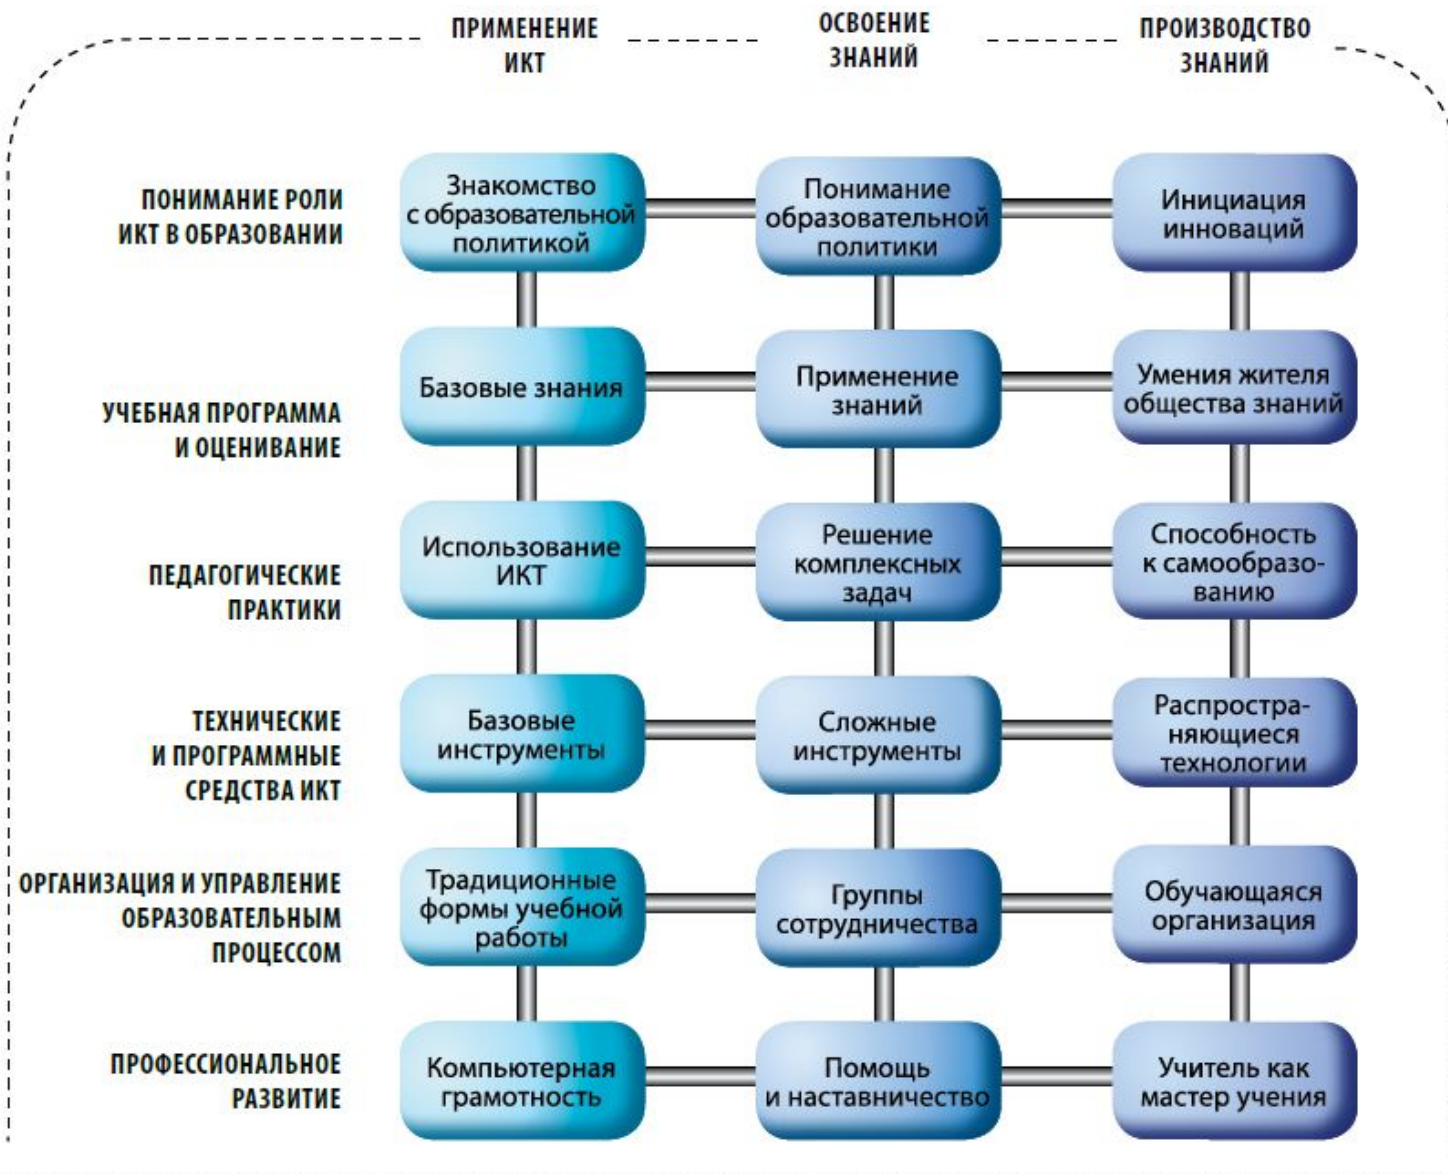 ПРИМЕНЕНИЕ
ИКТ
ОСВОЕНИЕ
ЗНАНИЙ
ПРОИЗВОДСТВО
ЗНАНИЙ
ПОНИМАНИЕ РОЛИ
ИКТ В ОБРАЗОВАНИИ
Знакомство
с образовательной
политикой
Понимание
образовательной
политики
Инициация
инноваций
УЧЕБНАЯ ПРОГРАММА
И ОЦЕНИВАНИЕ
Базовые знания
Применение
знаний
Умения жителя
общества знаний
ПЕДАГОГИЧЕСКИЕ
ПРАКТИКИ
Использование
ИКТ
Решение
комплексных
задач
Способность
к самообразо-
ванию
ТЕХНИЧЕСКИЕ
И ПРОГРАММНЫЕ
СРЕДСТВА ИКТ
Базовые
инструменты
Сложные
инструменты
Распростра-
няющиеся
технологии
ОРГАНИЗАЦИЯ И УПРАВЛЕНИЕ
ОБРАЗОВАТЕЛЬНЫМ
ПРОЦЕССОМ
Традиционные
формы учебной
работы
Группы
сотрудничества
Обучающаяся
организация
ПРОФЕССИОНАЛЬНОЕ
РАЗВИТИЕ
Компьютерная
грамотность
Помощь
и наставничество
Учитель как
мастер учения